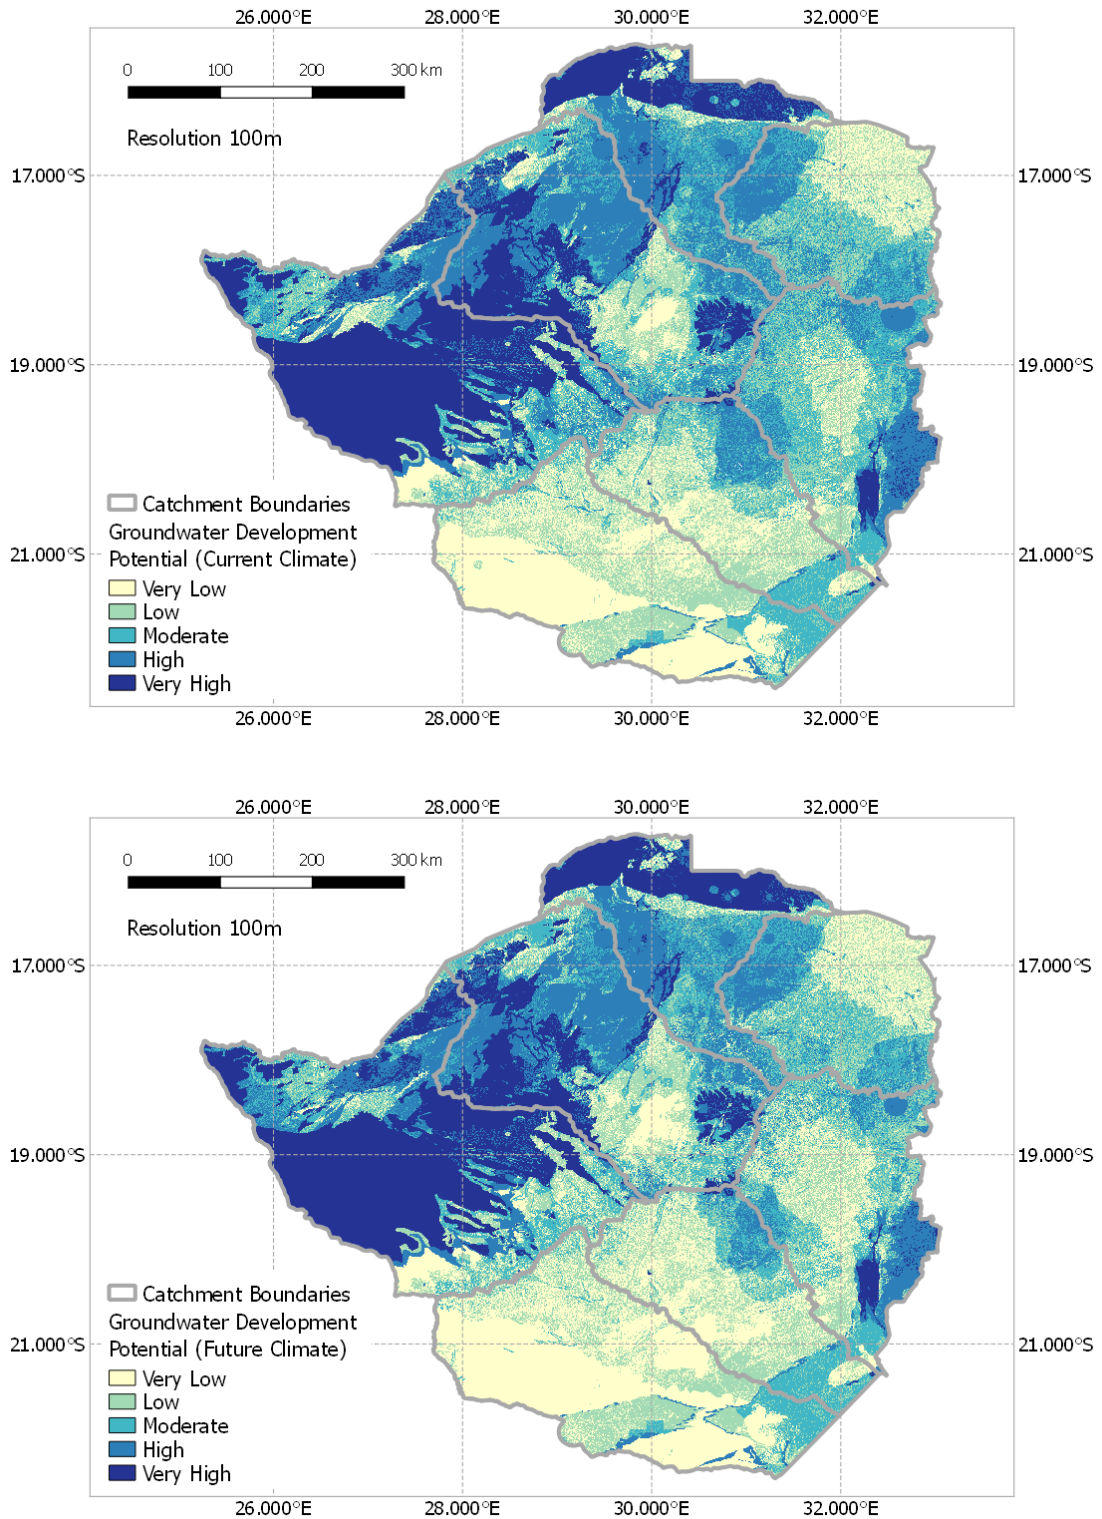 26.000°E 28.000°E 30.000°E 32.000°E
0 100 200 300 km
Resolution 100m
17.000°S 17.000°S
19.000°S 19.000°S
Catchment Boundaries
Groundwater Development
21.000°S 21.000°S
Potential (Current Climate)
Very Low
Low
Moderate
High
Very High
26.000°E 28.000°E 30.000°E 32.000°E
26.000°E 28.000°E 30.000°E 32.000°E
0 100 200 300 km
Resolution 100m
17.000°S 17.000°S
19.000°S 19.000°S
Catchment Boundaries
Groundwater Development
21.000°S 21.000°S
Potential (Future Climate)
Very Low
Low
Moderate
High
Very High
26.000°E 28.000°E 30.000°E 32.000°E